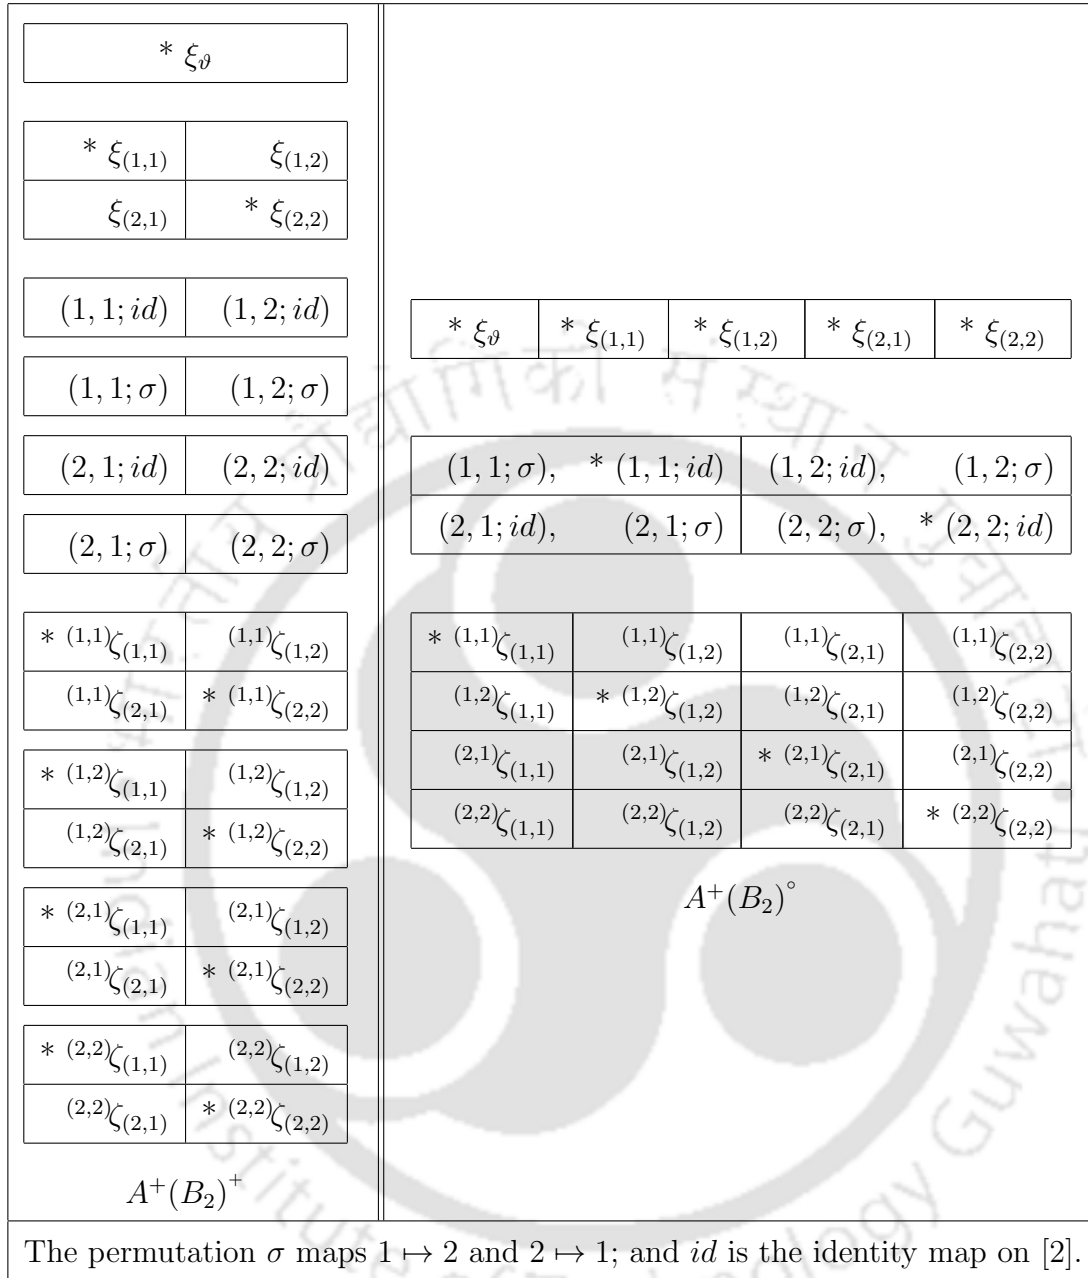 * ξ_ϑ
* ξ_(1,1) ξ_(1,2)
ξ_(2,1) * ξ_(2,2)
(1, 1; id) (1, 2; id)
(1, 1; σ) (1, 2; σ)
(2, 1; id) (2, 2; id)
(2, 1; σ) (2, 2; σ)
* ^(1,1)ζ_(1,1) ^(1,1)ζ_(1,2)
^(1,1)ζ_(2,1) * ^(1,1)ζ_(2,2)
* ^(1,2)ζ_(1,1) ^(1,2)ζ_(1,2)
^(1,2)ζ_(2,1) * ^(1,2)ζ_(2,2)
* ^(2,1)ζ_(1,1) ^(2,1)ζ_(1,2)
^(2,1)ζ_(2,1) * ^(2,1)ζ_(2,2)
* ^(2,2)ζ_(1,1) ^(2,2)ζ_(1,2)
^(2,2)ζ_(2,1) * ^(2,2)ζ_(2,2)
A^+(B_2)^+
* ξ_ϑ * ξ_(1,1) * ξ_(1,2) * ξ_(2,1) * ξ_(2,2)
(1, 1; σ), * (1, 1; id) (1, 2; id), (1, 2; σ)
(2, 1; id), (2, 1; σ) (2, 2; σ), * (2, 2; id)
* ^(1,1)ζ_(1,1) ^(1,1)ζ_(1,2) ^(1,1)ζ_(2,1) ^(1,1)ζ_(2,2)
^(1,2)ζ_(1,1) * ^(1,2)ζ_(1,2) ^(1,2)ζ_(2,1) ^(1,2)ζ_(2,2)
^(2,1)ζ_(1,1) ^(2,1)ζ_(1,2) * ^(2,1)ζ_(2,1) ^(2,1)ζ_(2,2)
^(2,2)ζ_(1,1) ^(2,2)ζ_(1,2) ^(2,2)ζ_(2,1) * ^(2,2)ζ_(2,2)
A^+(B_2)^°
The permutation σ maps 1 ↦ 2 and 2 ↦ 1; and id is the identity map on [2].
Indian Institute of Technology Guwahati